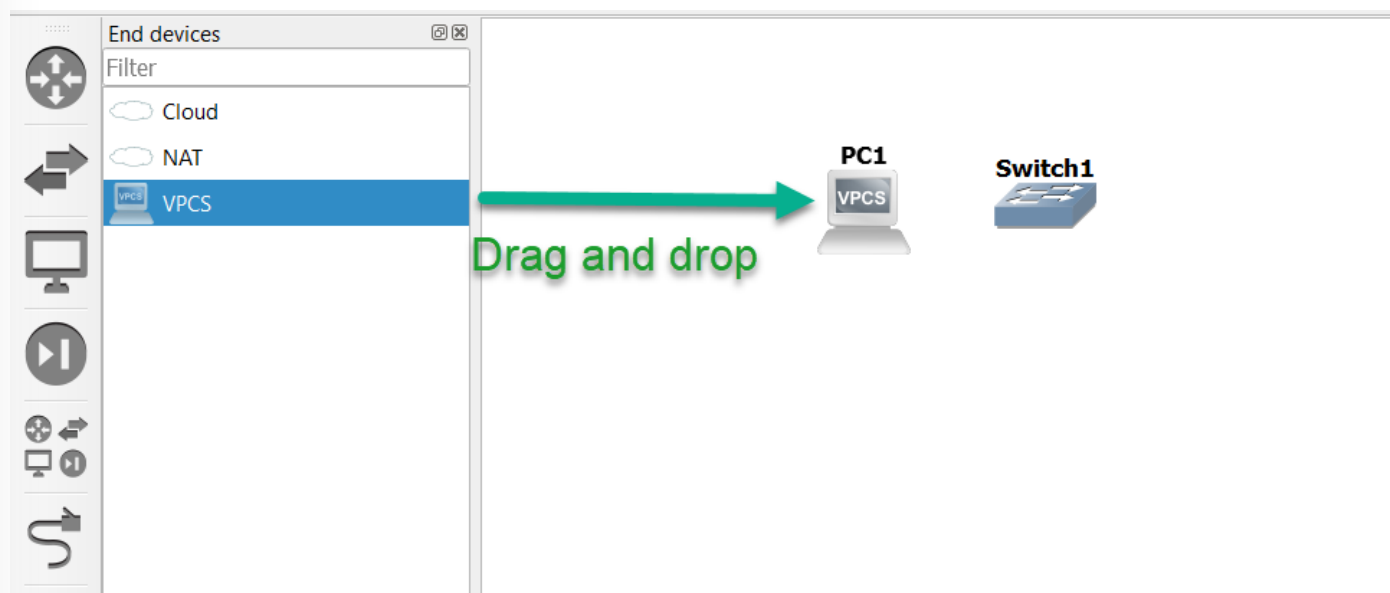 End devices
Filter
Cloud
NAT
VPCS
VPCS
Drag and drop
PC1
VPCS
Switch1